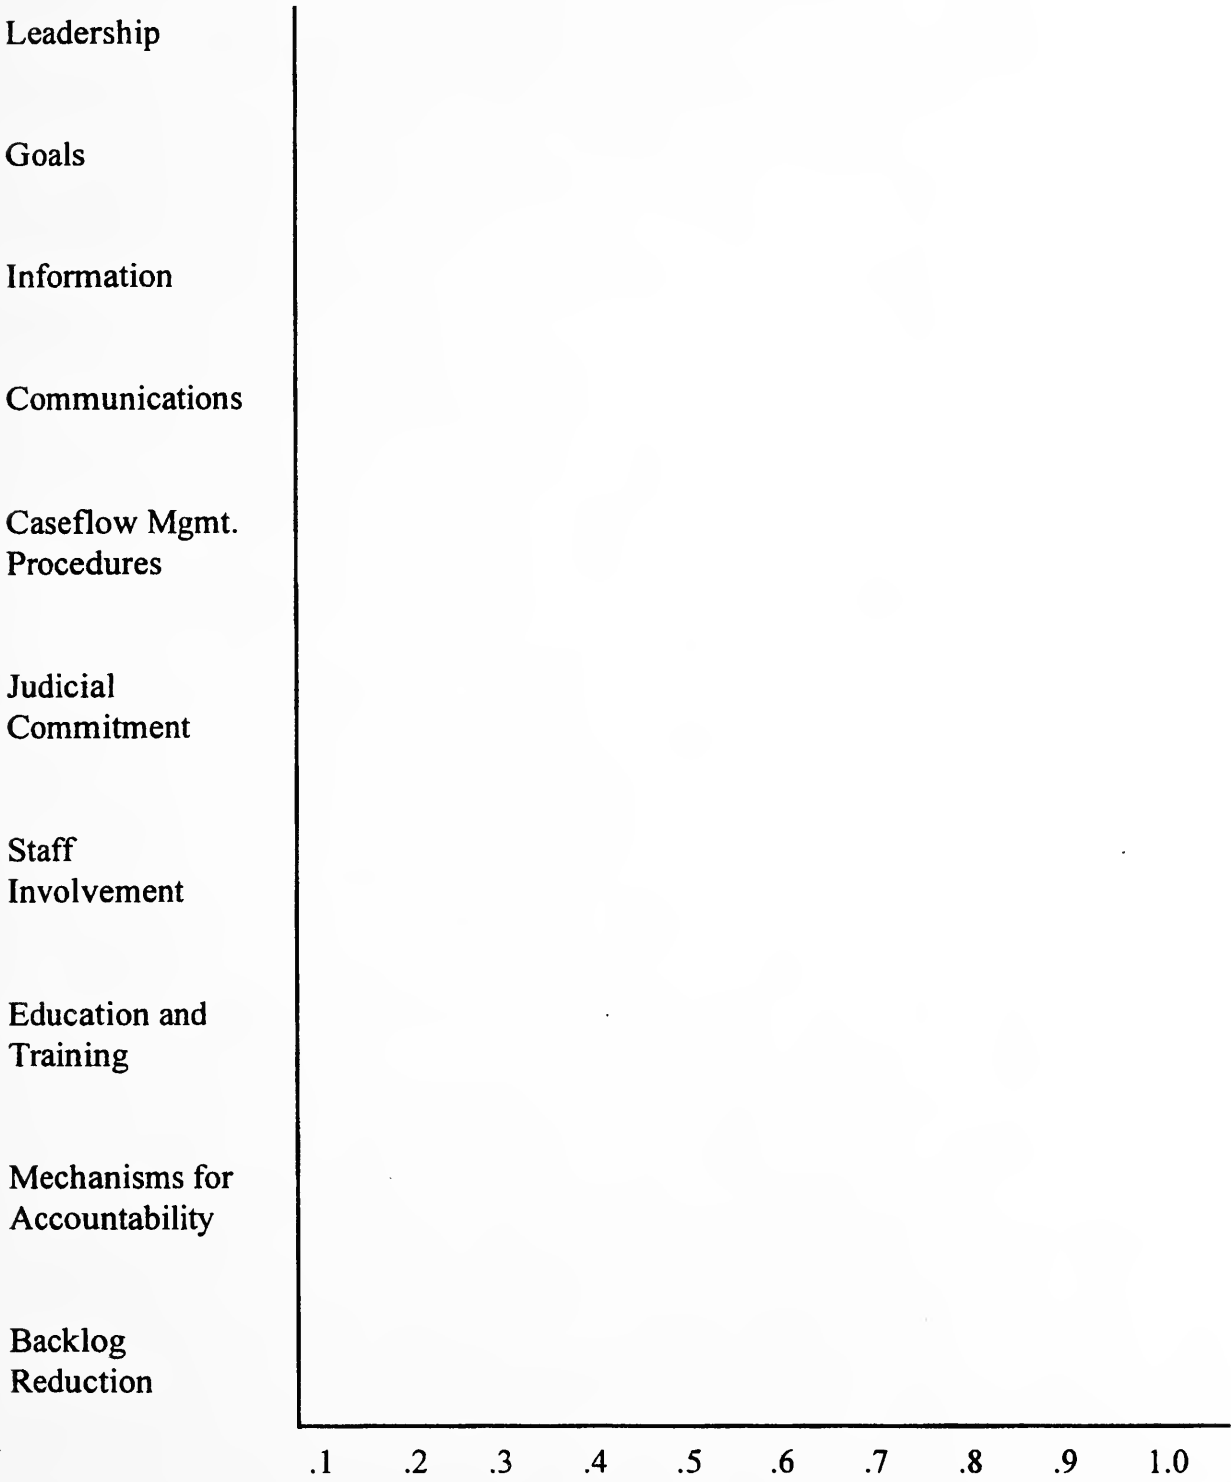 Leadership
Goals
Information
Communications
Caseflow Mgmt.
Procedures
Judicial
Commitment
Staff
Involvement
Education and
Training
Mechanisms for
Accountability
Backlog
Reduction
.1 .2 .3 .4 .5 .6 .7 .8 .9 1.0